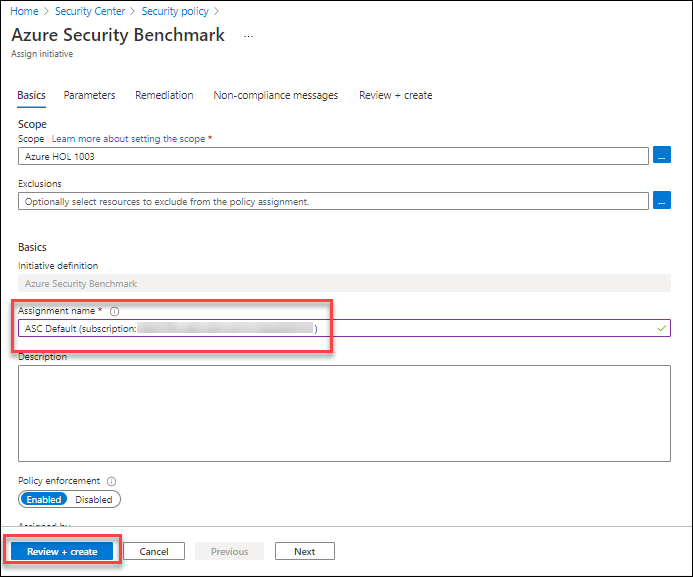 Home > Security Center > Security policy >
Azure Security Benchmark ...
Assign initiative
Basics Parameters Remediation Non-compliance messages Review + create
Scope
Scope Learn more about setting the scope *
Azure HOL 1003 ...
Exclusions
Optionally select resources to exclude from the policy assignment. ...
Basics
Initiative definition
Azure Security Benchmark
Assignment name *
ASC Default (subscription: )
Description
Policy enforcement
Enabled Disabled
Assigned by
Review + create Cancel Previous Next